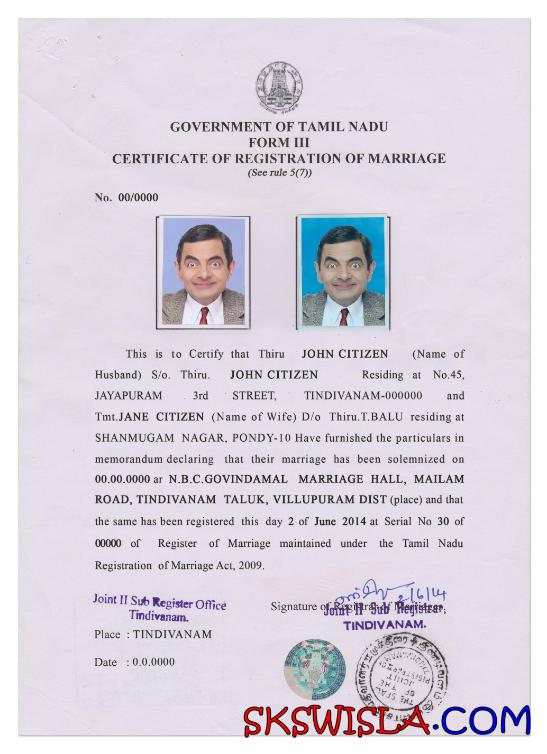 GOVERNMENT OF TAMIL NADU
FORM III
CERTIFICATE OF REGISTRATION OF MARRIAGE
(See rule 5(7))
No. 00/0000
This is to Certify that Thiru JOHN CITIZEN (Name of
Husband) S/o. Thiru. JOHN CITIZEN Residing at No.45,
JAYAPURAM 3rd STREET, TINDIVANAM-000000 and
Tmt.JANE CITIZEN (Name of Wife) D/o Thiru.T.BALU residing at
SHANMUGAM NAGAR, PONDY-10 Have furnished the particulars in
memorandum declaring that their marriage has been solemnized on
00.00.0000 ar N.B.C.GOVINDAMAL MARRIAGE HALL, MAILAM
ROAD, TINDIVANAM TALUK, VILLUPURAM DIST (place) and that
the same has been registered this day 2 of June 2014 at Serial No 30 of
00000 of Register of Marriage maintained under the Tamil Nadu
Registration of Marriage Act, 2009.
Joint II Sub Register Office
Tindivanam.
2/6/14
Signature of Registrar of Marriages,
Joint II Sub Registrar,
TINDIVANAM.
Place : TINDIVANAM
Date : 0.0.0000
THE SEAL
OF THE
SKSWISLA.COM